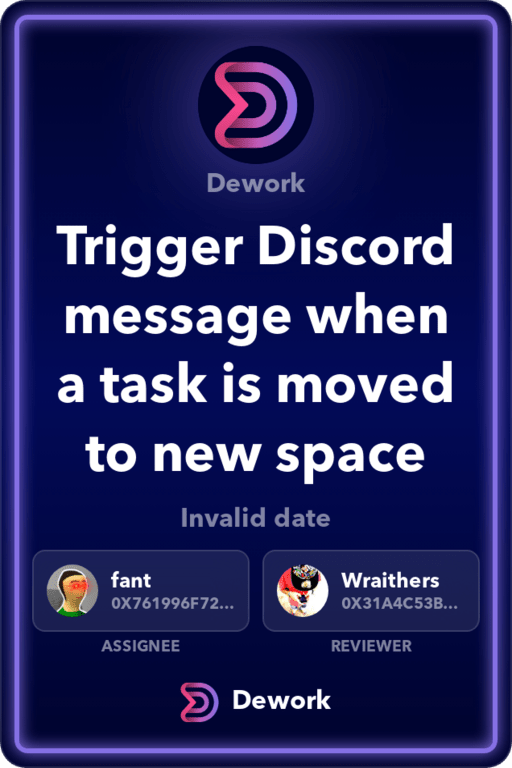 Dework
Trigger Discord
message when
a task is moved
to new space
Invalid date
fant
0X761996F72...
ASSIGNEE
Wraithers
0X31A4C53B...
REVIEWER
Dework